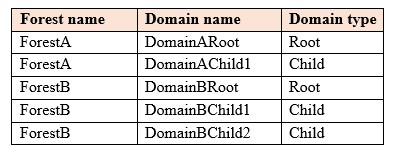 Forest name Domain name Domain type
ForestA DomainARoot Root
ForestA DomainAChild1 Child
ForestB DomainBRoot Root
ForestB DomainBChild1 Child
ForestB DomainBChild2 Child